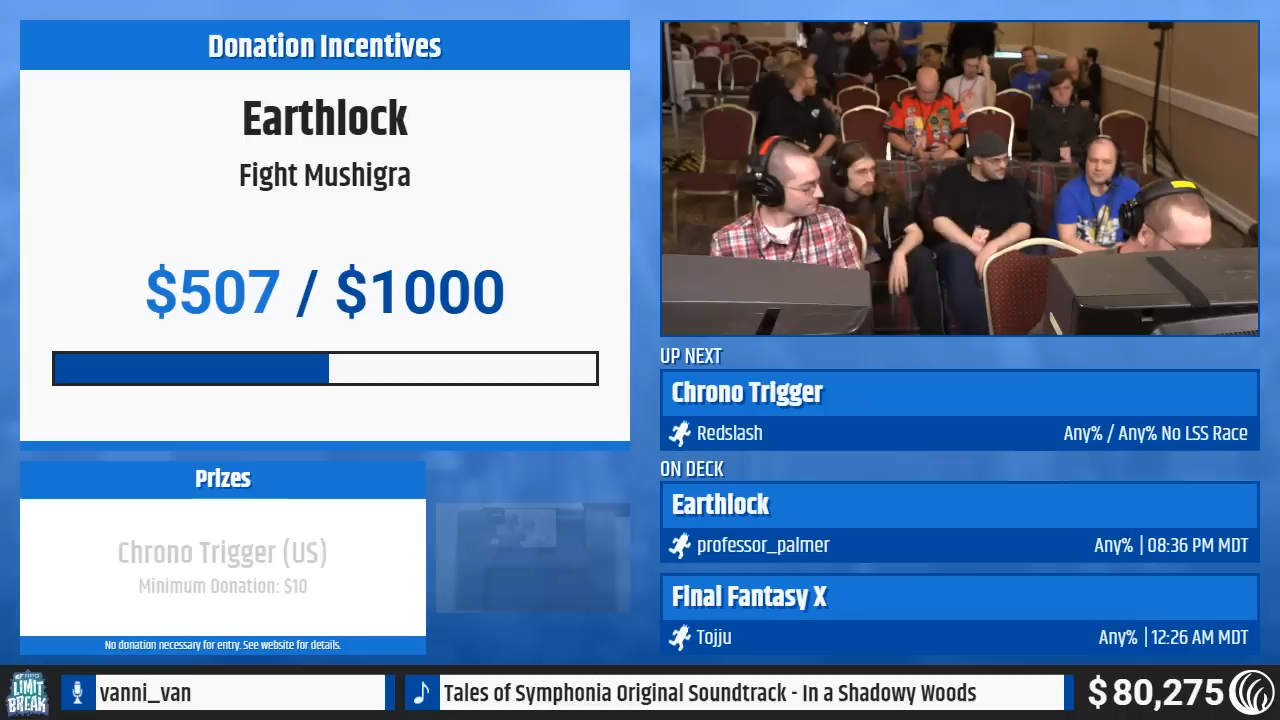 Donation Incentives
Earthlock
Fight Mushigra
$507 / $1000
Prizes
Chrono Trigger (US)
Minimum Donation: $10
No donation necessary for entry. See website for details.
UP NEXT
Chrono Trigger
Redslash
Any% / Any% No LSS Race
ON DECK
Earthlock
professor_palmer
Any% | 08:36 PM MDT
Final Fantasy X
Tojju
Any% | 12:26 AM MDT
RPG
LIMIT
BREAK
vanni_van
Tales of Symphonia Original Soundtrack - In a Shadowy Woods
$80,275